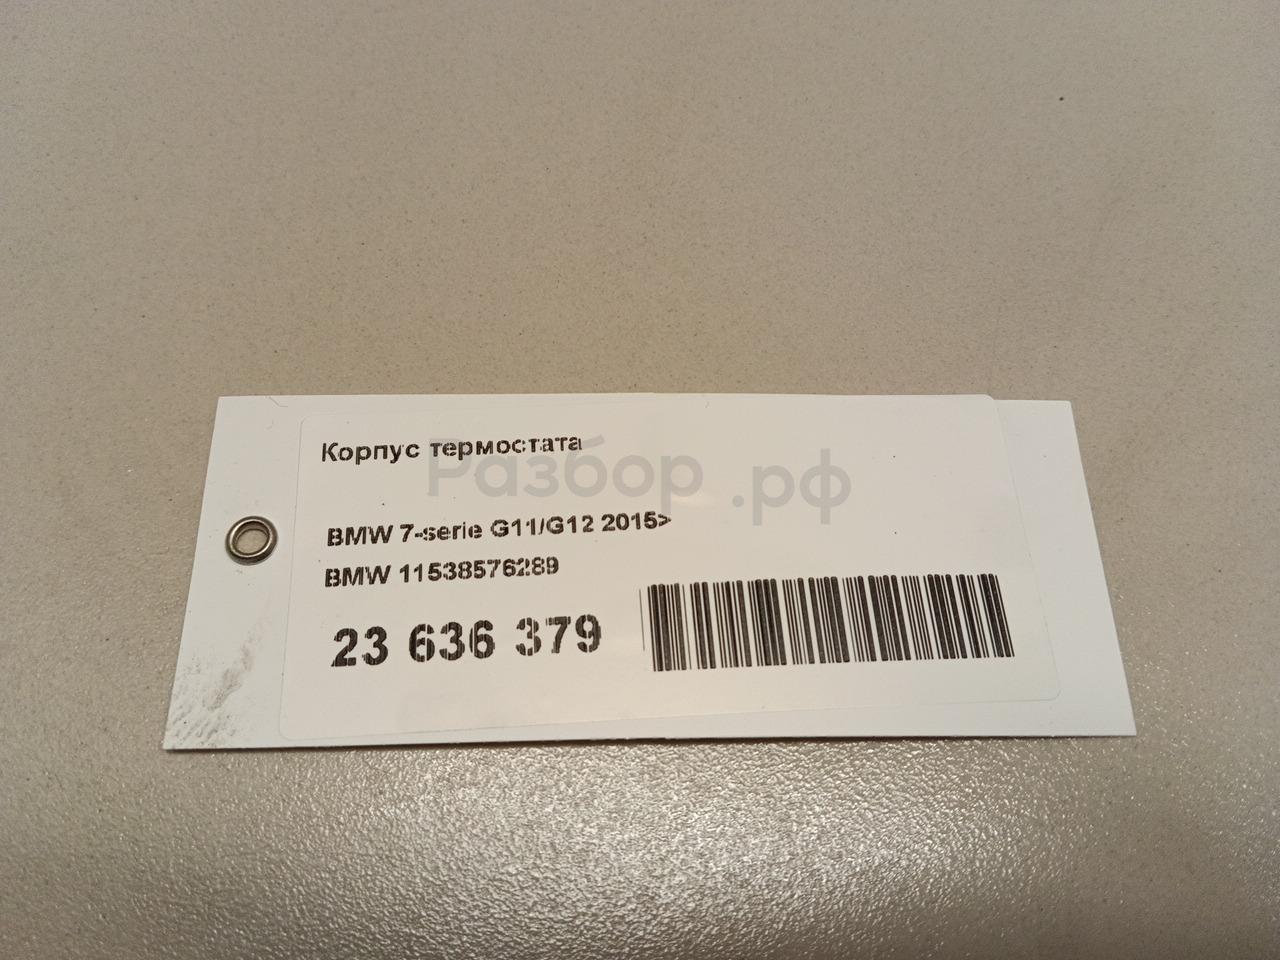 Корпус термостата
Разбор.рф
BMW 7-serie G11/G12 2015>
BMW 11538576289
23 636 379